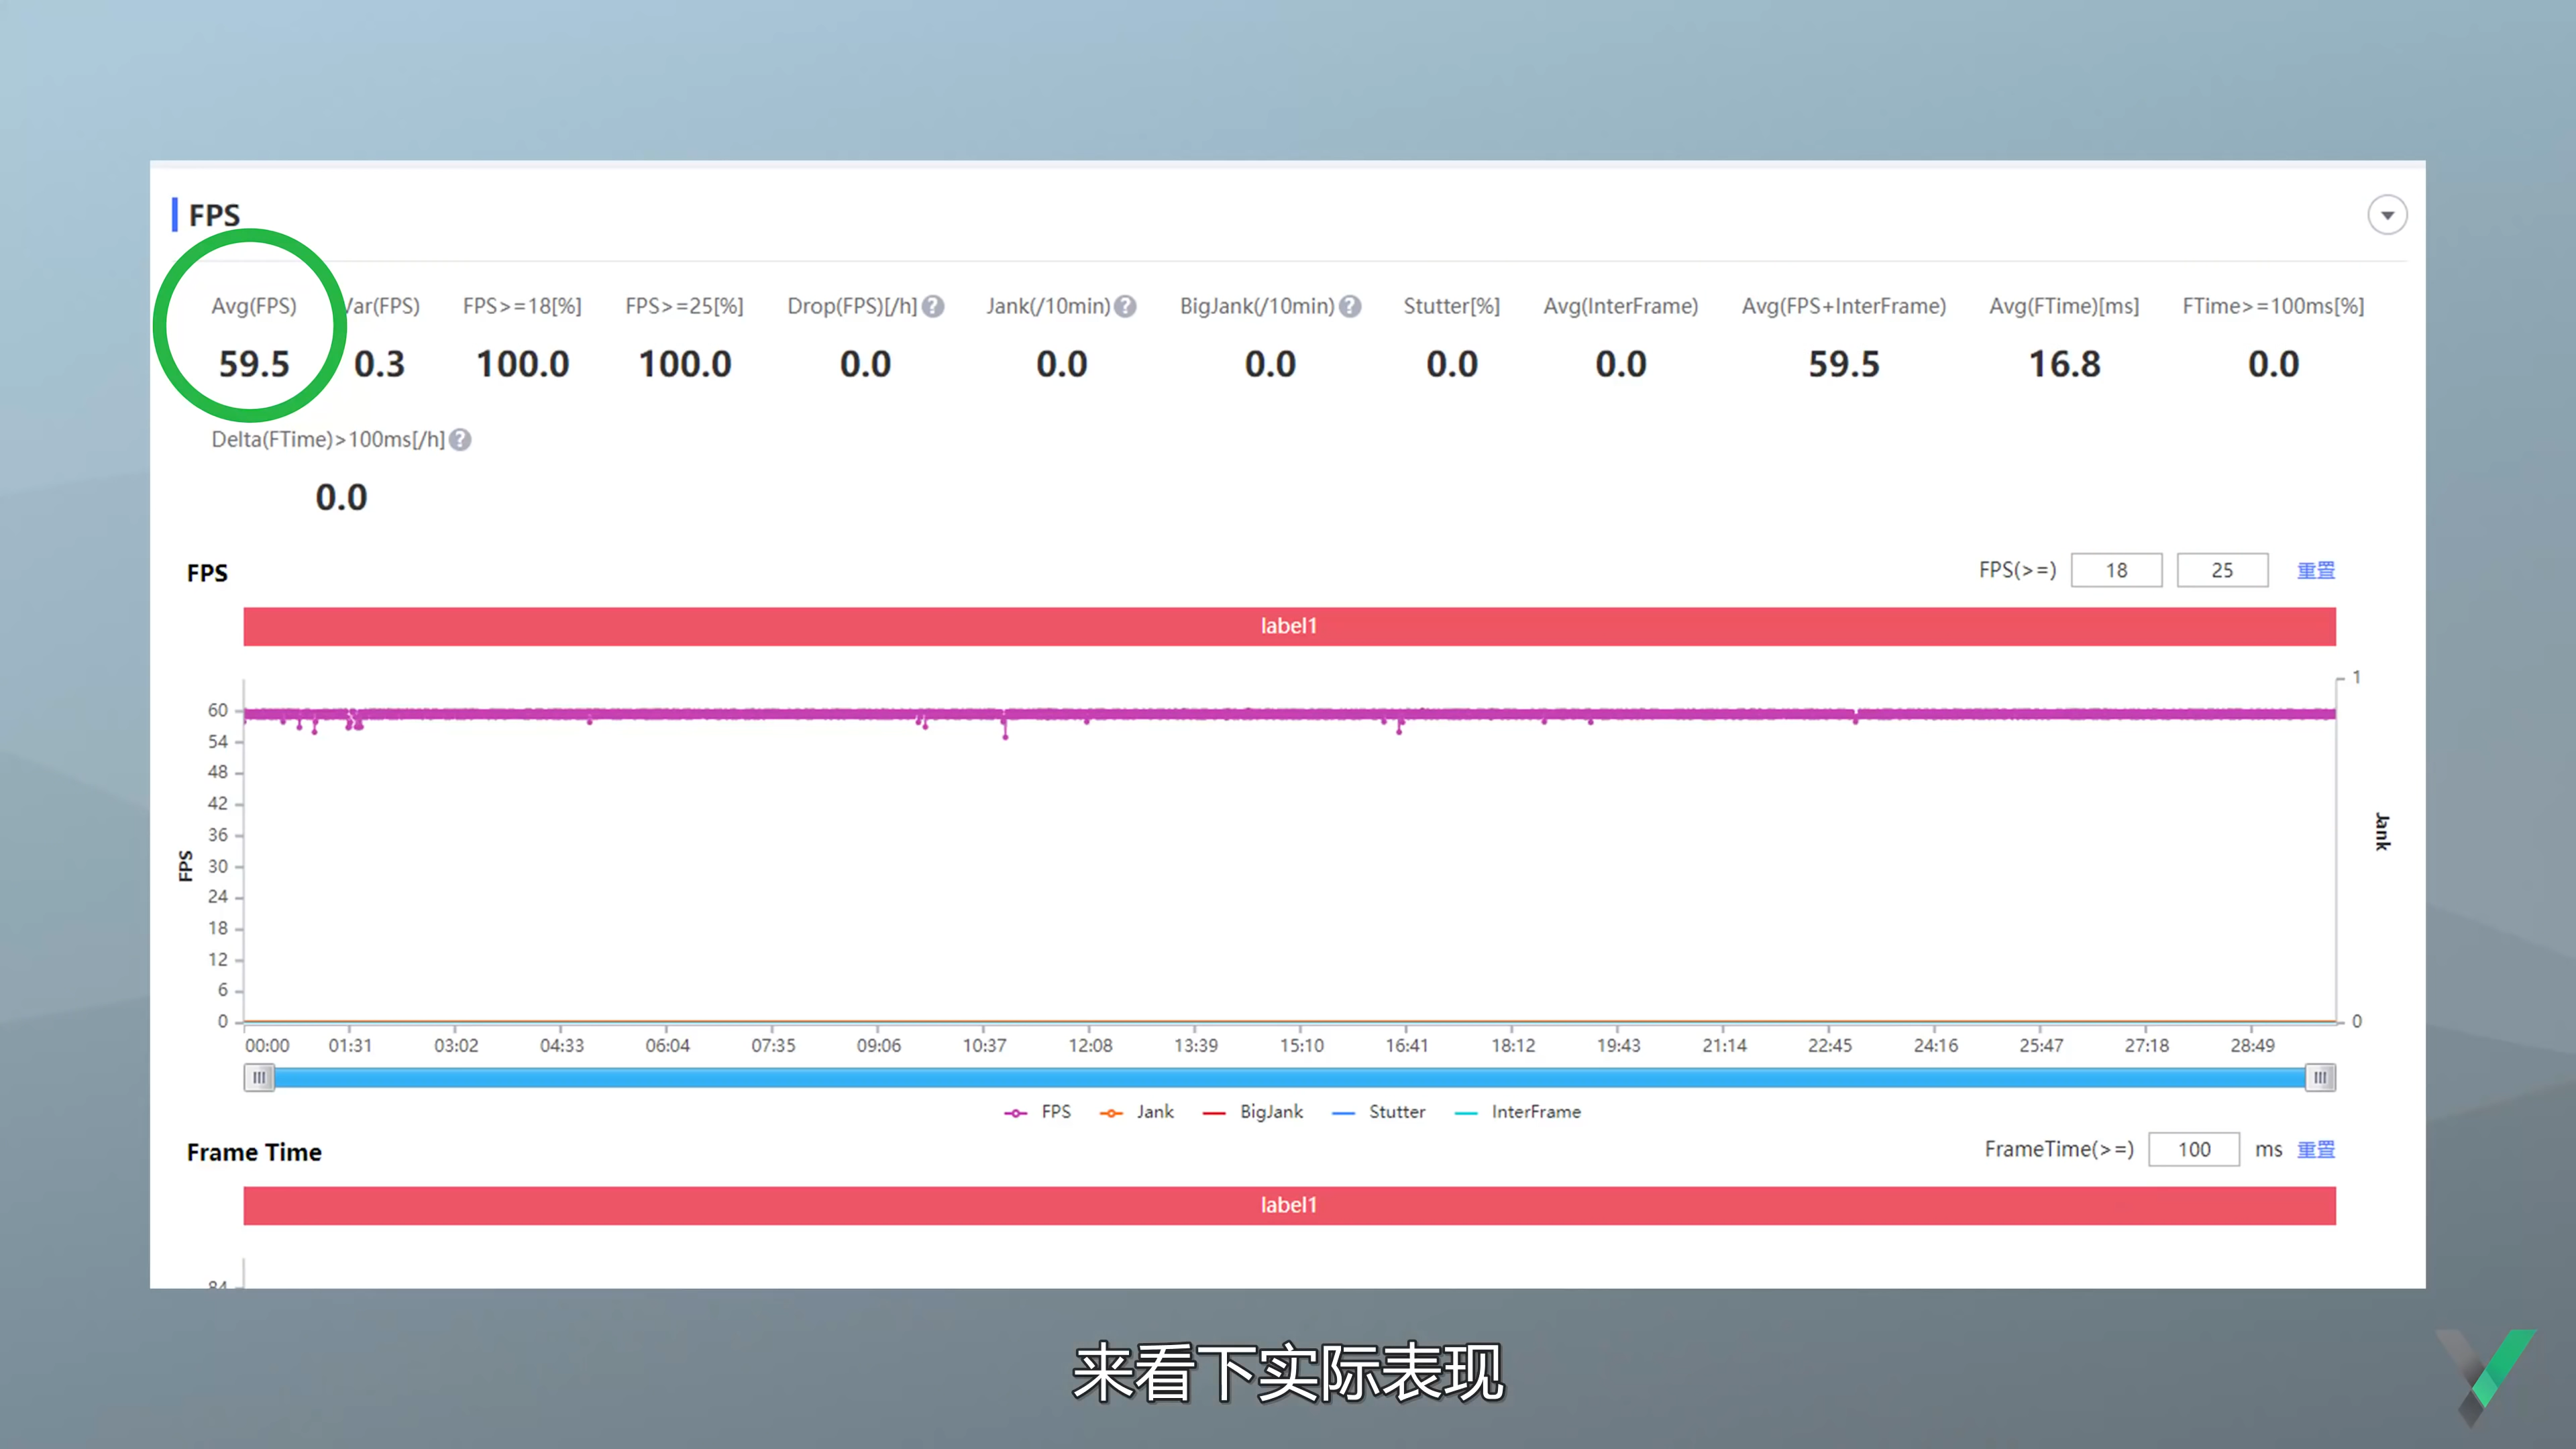 FPS
Avg(FPS) Var(FPS) FPS>=18[%] FPS>=25[%] Drop(FPS)[/h] ? Jank(/10min) ? BigJank(/10min) ? Stutter[%] Avg(InterFrame) Avg(FPS+InterFrame) Avg(FTime)[ms] FTime>=100ms[%]
59.5 0.3 100.0 100.0 0.0 0.0 0.0 0.0 0.0 59.5 16.8 0.0
Delta(FTime)>100ms[/h] ?
0.0
FPS FPS(>=) 18 25 重置
label1
1
60
54
48
42
36
30
24
18
12
6
0
FPS
Jank
0
00:00 01:31 03:02 04:33 06:04 07:35 09:06 10:37 12:08 13:39 15:10 16:41 18:12 19:43 21:14 22:45 24:16 25:47 27:18 28:49
FPS Jank BigJank Stutter InterFrame
Frame Time FrameTime(>=) 100 ms 重置
label1
84
来看下实际表现